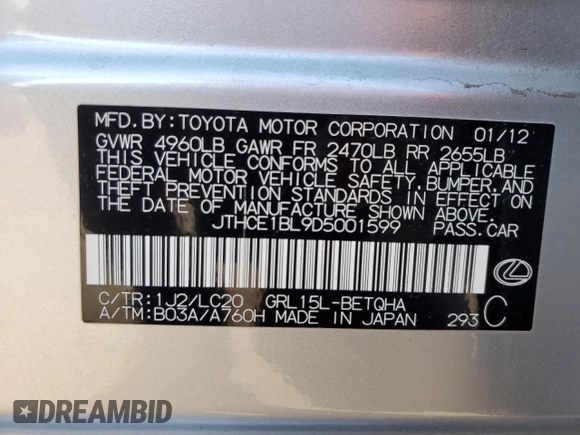 MFD. BY: TOYOTA MOTOR CORPORATION 01/12
GVWR 4960LB GAWR FR 2470LB RR 2655LB
THIS VEHICLE CONFORMS TO ALL APPLICABLE
FEDERAL MOTOR VEHICLE SAFETY, BUMPER, AND
THEFT PREVENTION STANDARDS IN EFFECT ON
THE DATE OF MANUFACTURE SHOWN ABOVE.
JTHCE1BL9D5001599 PASS. CAR
C/TR: 1J2/LC20 GRL15L-BETQHA
A/TM: B03A/A760H MADE IN JAPAN 293 C
DREAMBID